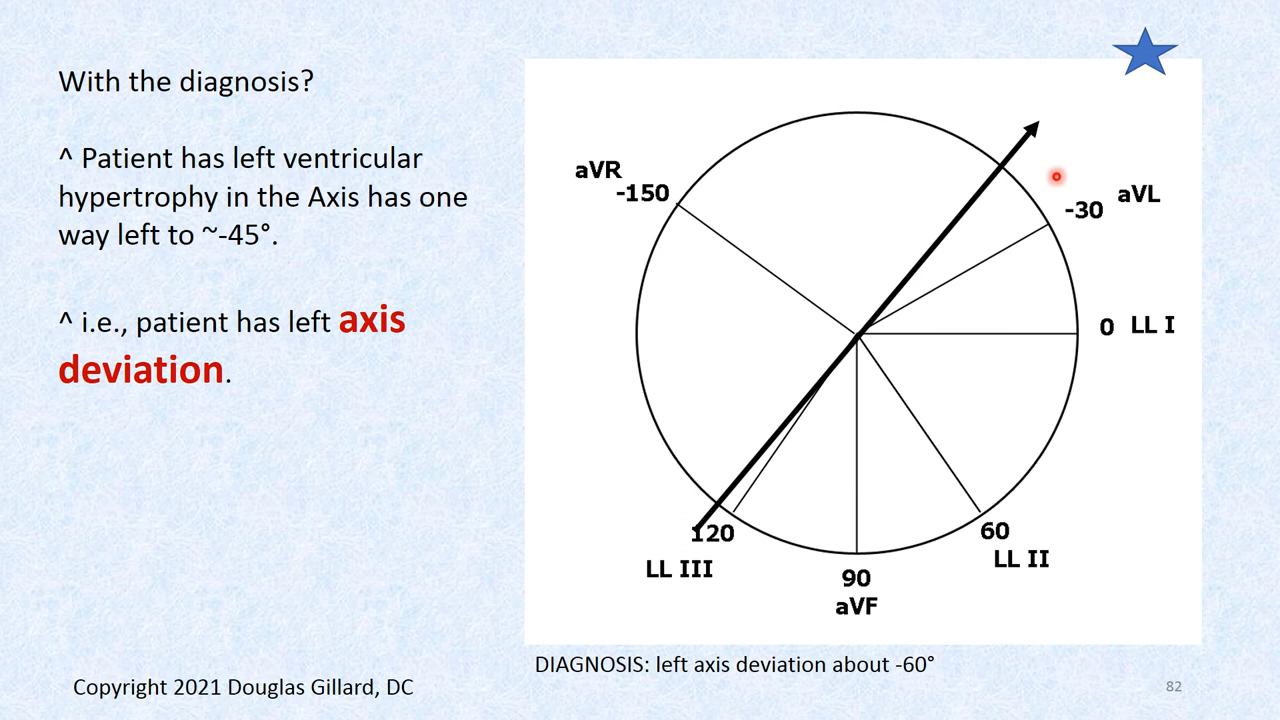 With the diagnosis?
^ Patient has left ventricular
hypertrophy in the Axis has one
way left to ~-45°.
^ i.e., patient has left axis
deviation.
aVR
-150
aVL
-30
0 LL I
120
LL III
60
LL II
90
aVF
DIAGNOSIS: left axis deviation about -60°
Copyright 2021 Douglas Gillard, DC
82